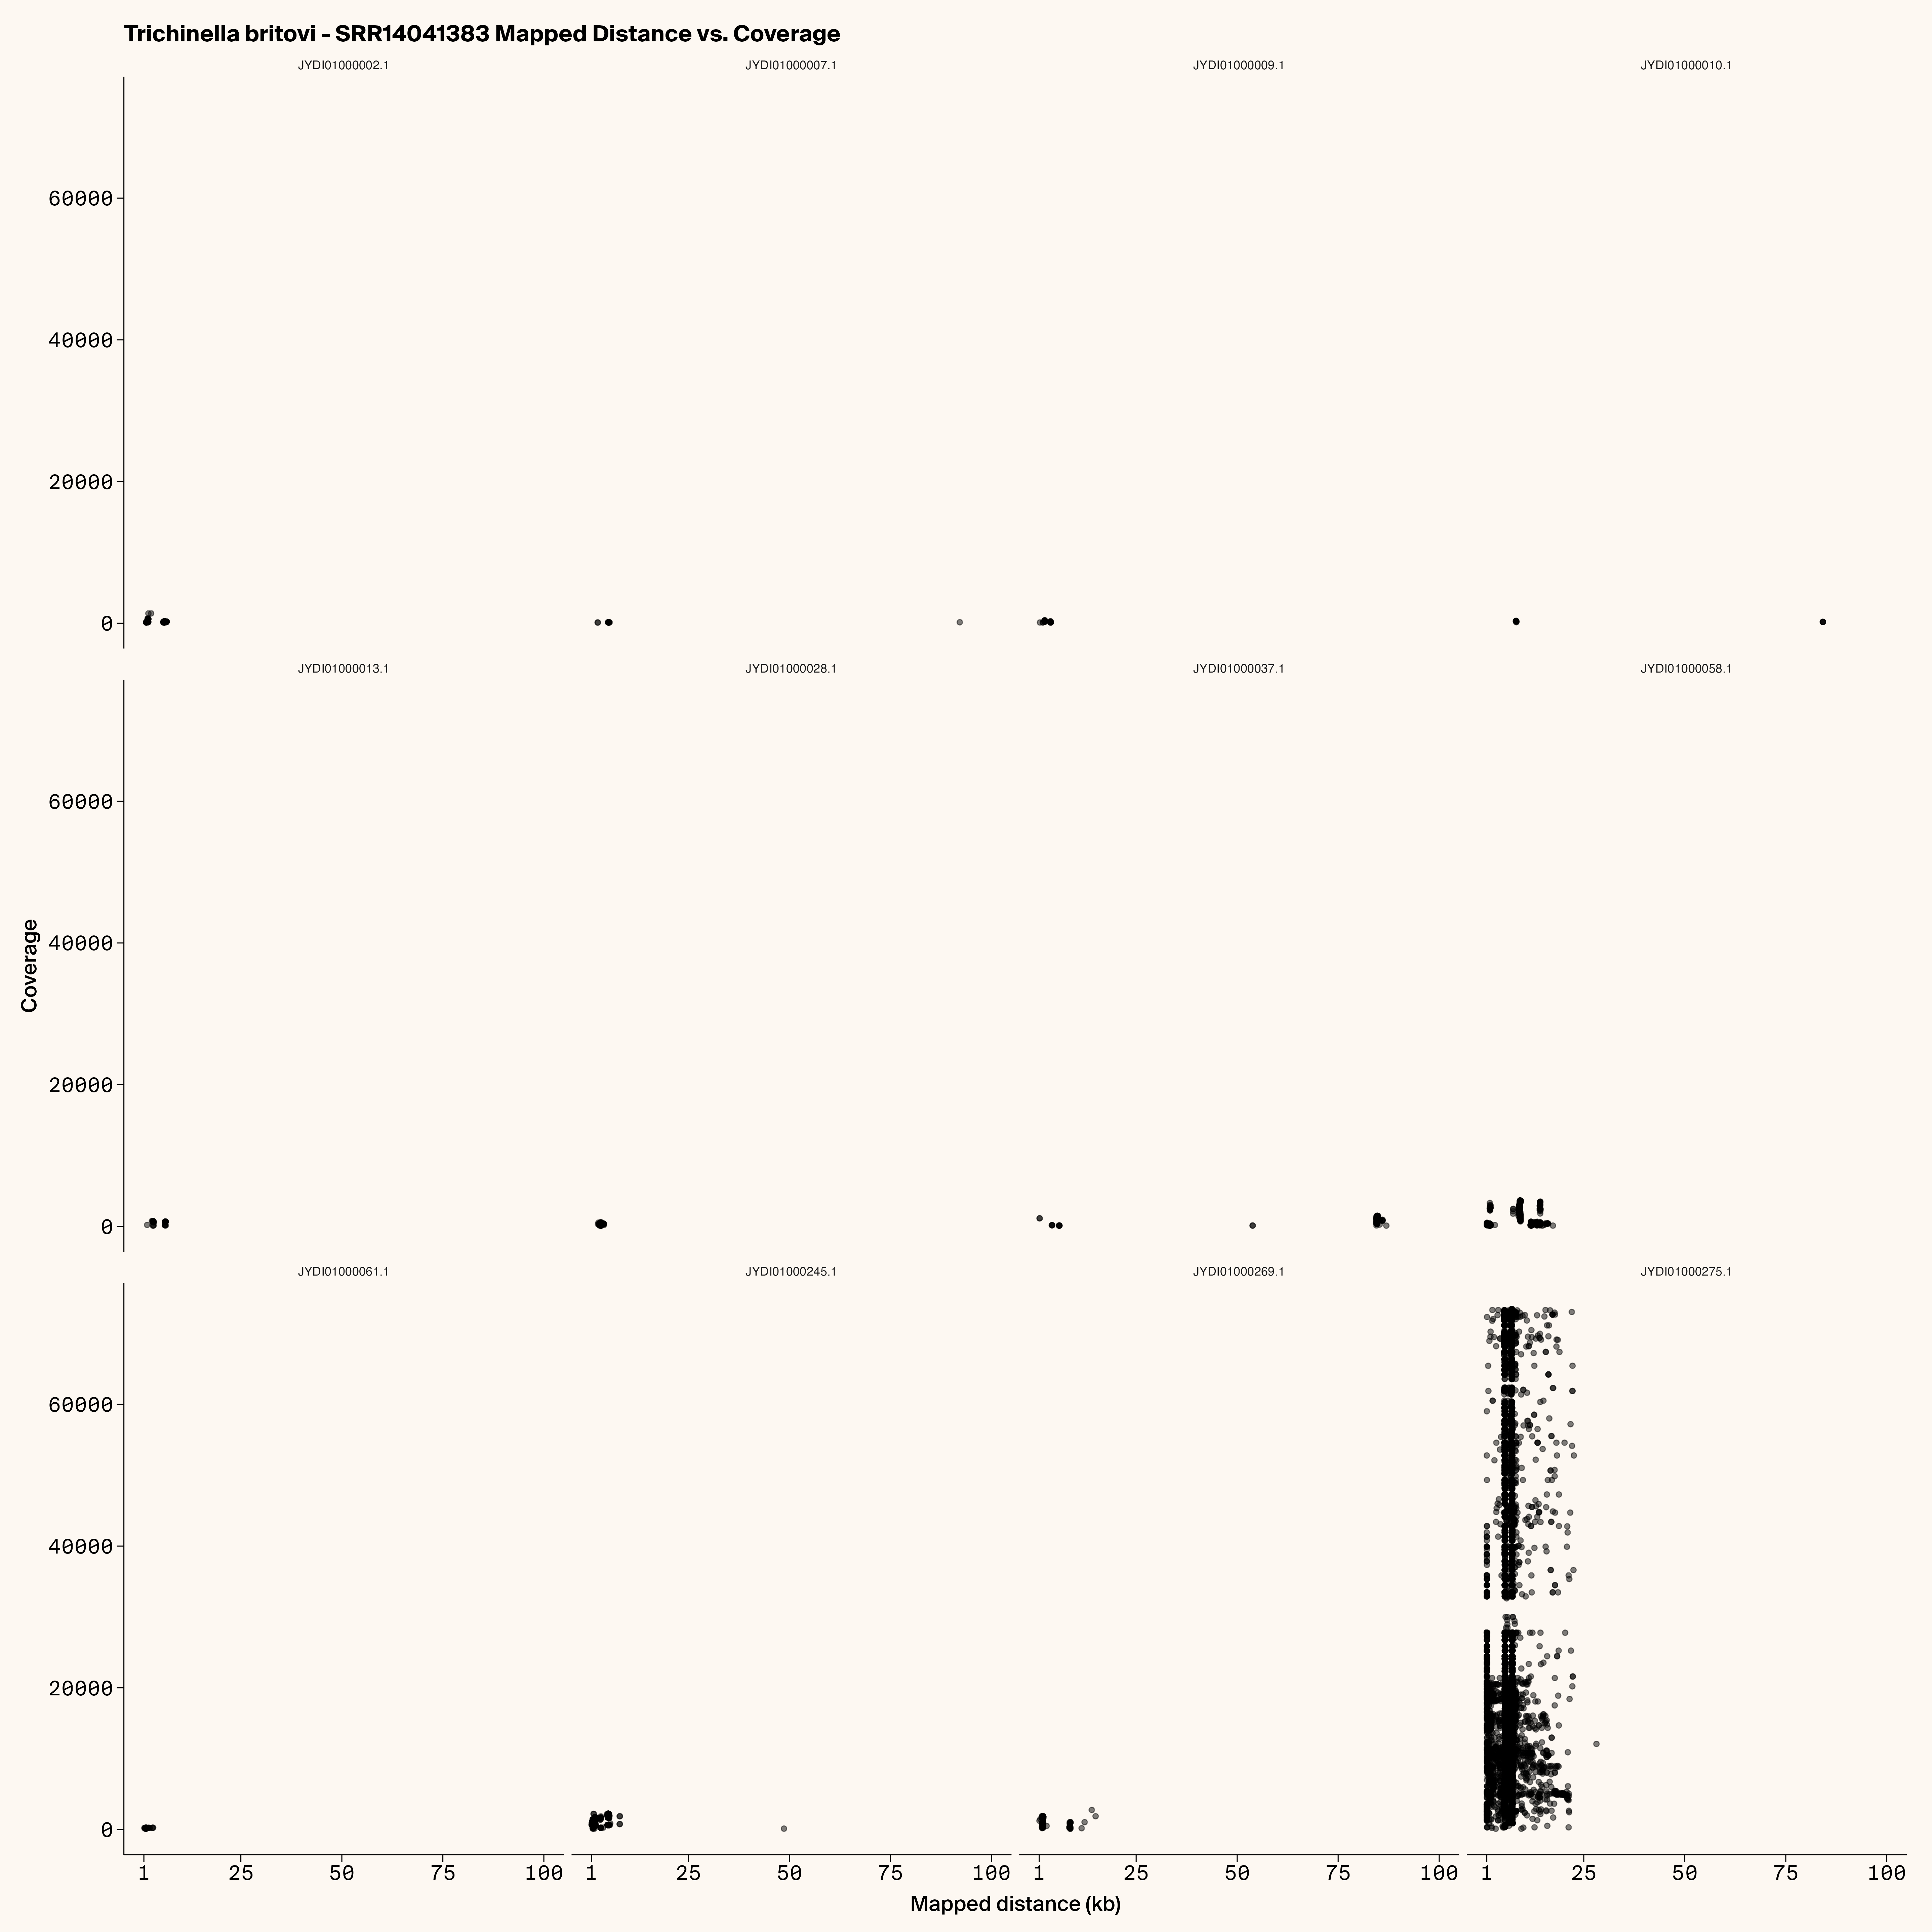 Trichinella britovi - SRR14041383 Mapped Distance vs. Coverage
JYDI01000002.1 JYDI01000007.1 JYDI01000009.1 JYDI01000010.1
60000
40000
20000
0
JYDI01000013.1 JYDI01000028.1 JYDI01000037.1 JYDI01000058.1
60000
Coverage
40000
20000
0
JYDI01000061.1 JYDI01000245.1 JYDI01000269.1 JYDI01000275.1
60000
40000
20000
0
1 25 50 75 100 1 25 50 75 100 1 25 50 75 100 1 25 50 75 100
Mapped distance (kb)